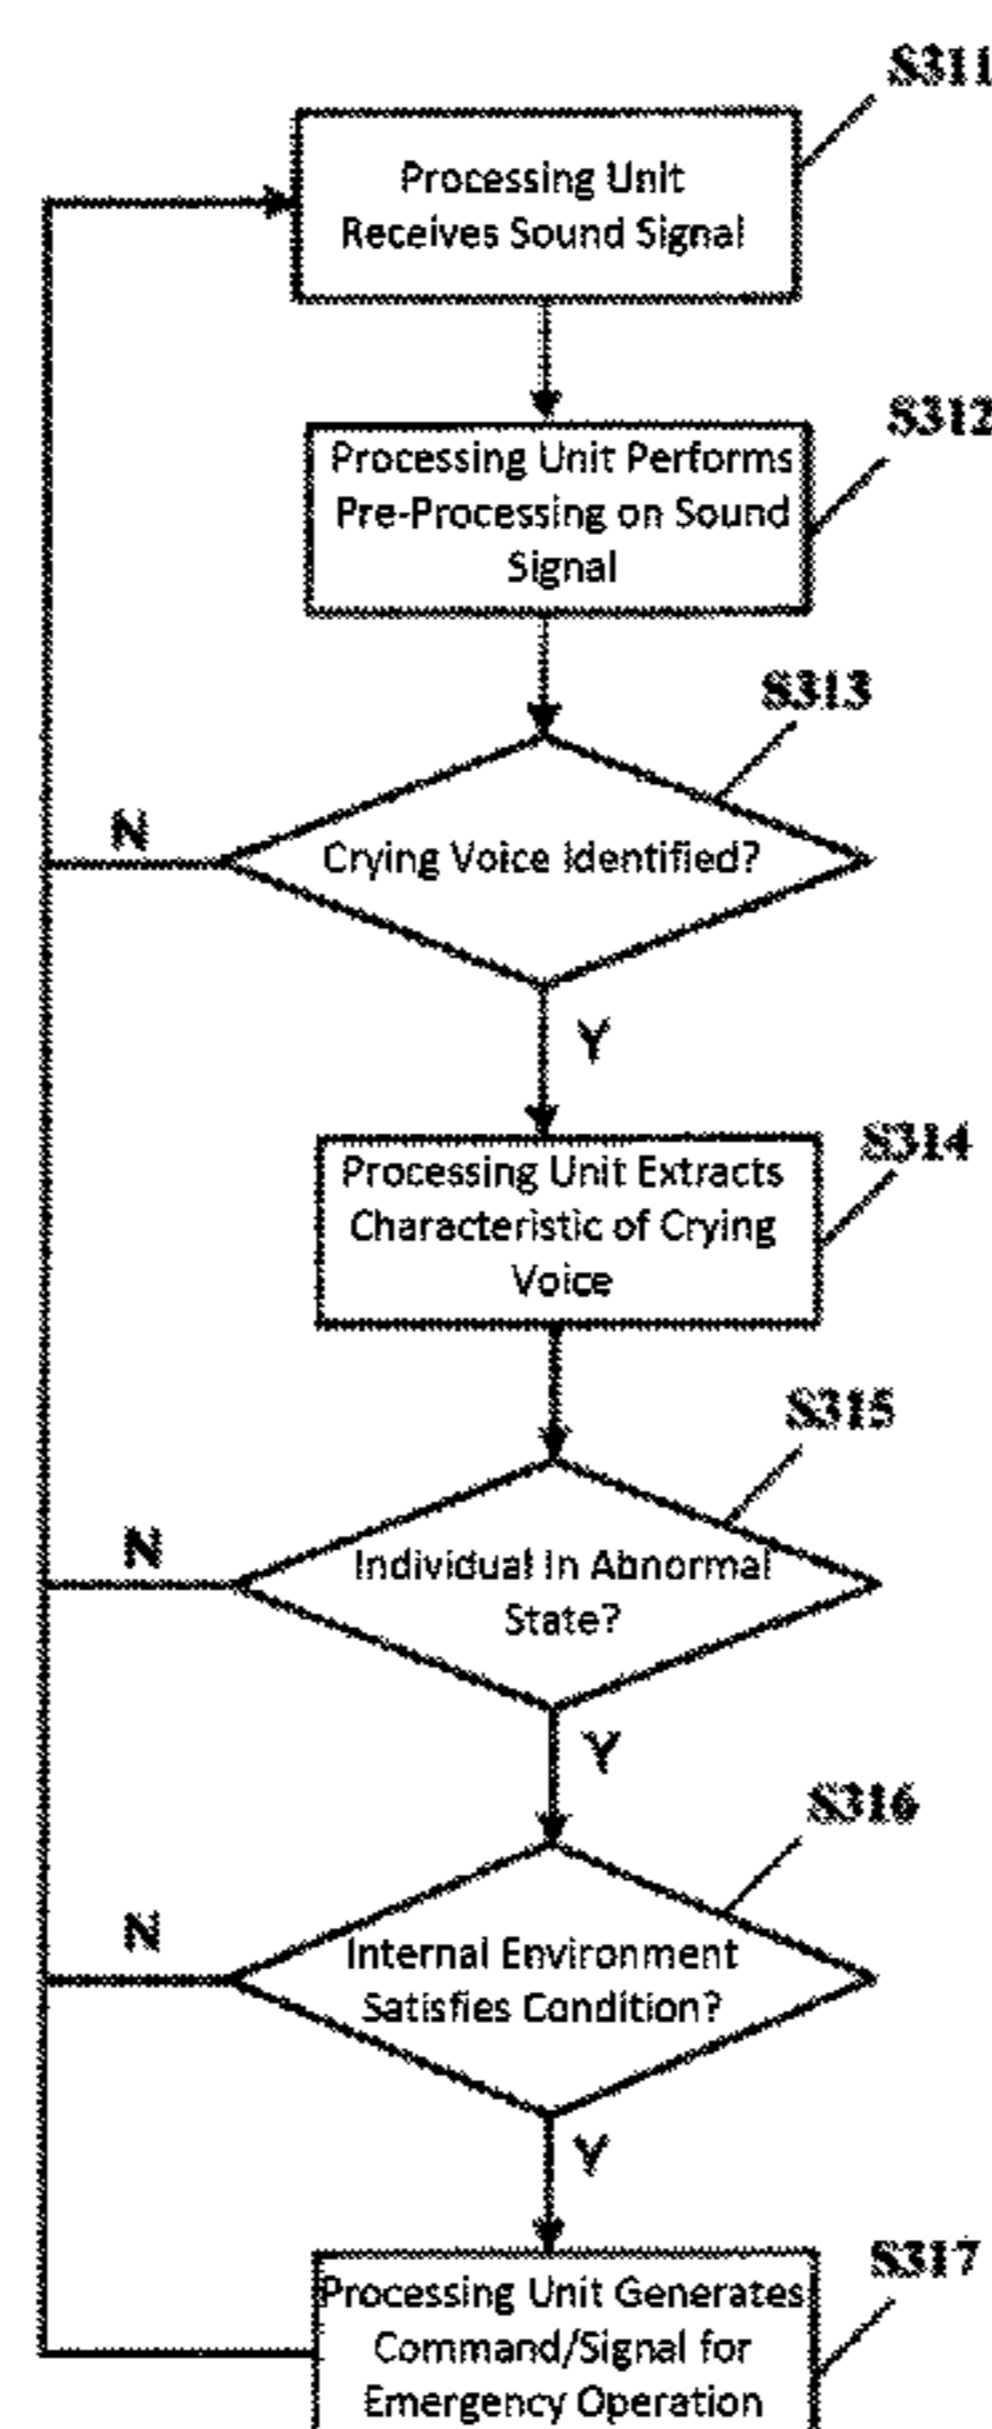 S311
Processing Unit
Receives Sound Signal
S312
Processing Unit Performs
Pre-Processing on Sound
Signal
S313
N
Crying Voice Identified?
Y
S314
Processing Unit Extracts
Characteristic of Crying
Voice
S315
N
Individual In Abnormal
State?
Y
S316
N
Internal Environment
Satisfies Condition?
Y
S317
Processing Unit Generates
Command/Signal for
Emergency Operation